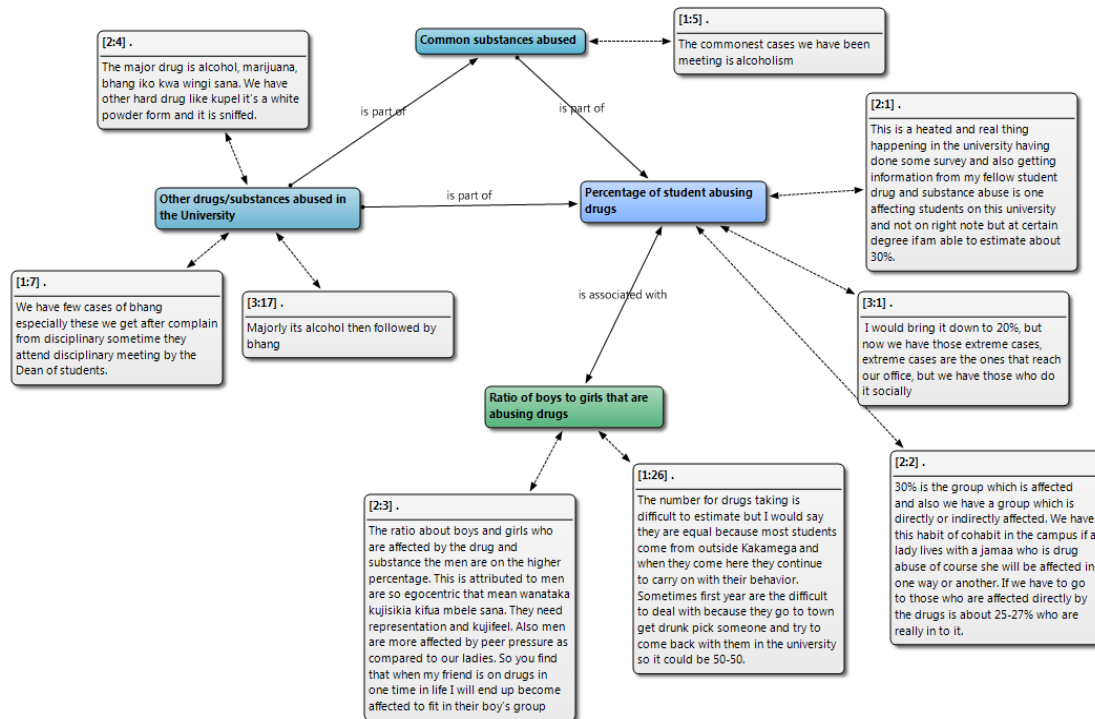 Common substances abused
[1:5] .
The commonest cases we have been
meeting is alcoholism
[2:4] .
The major drug is alcohol, marijuana,
bhang iko kwa wingi sana. We have
other hard drug like kupel it's a white
powder form and it is sniffed.
is part of
is part of
[2:1] .
This is a heated and real thing
happening in the university having
done some survey and also getting
information from my fellow student
drug and substance abuse is one
affecting students on this university
and not on right note but at certain
degree if am able to estimate about
30%.
Other drugs/substances abused in
the University
is part of
Percentage of student abusing
drugs
[1:7] .
We have few cases of bhang
especially these we get after complain
from disciplinary sometime they
attend disciplinary meeting by the
Dean of students.
[3:17] .
Majorly its alcohol then followed by
bhang
is associated with
[3:1] .
I would bring it down to 20%, but
now we have those extreme cases,
extreme cases are the ones that reach
our office, but we have those who do
it socially
Ratio of boys to girls that are
abusing drugs
[2:3] .
The ratio about boys and girls who
are affected by the drug and
substance the men are on the higher
percentage. This is attributed to men
are so egocentric that mean wanataka
kujisikia kifua mbele sana. They need
representation and kujifeel. Also men
are more affected by peer pressure as
compared to our ladies. So you find
that when my friend is on drugs in
one time in life I will end up become
affected to fit in their boy's group
[1:26] .
The number for drugs taking is
difficult to estimate but I would say
they are equal because most students
come from outside Kakamega and
when they come here they continue
to carry on with their behavior.
Sometimes first year are the difficult
to deal with because they go to town
get drunk pick someone and try to
come back with them in the university
so it could be 50-50.
[2:2] .
30% is the group which is affected
and also we have a group which is
directly or indirectly affected. We have
this habit of cohabit in the campus if a
lady lives with a jamaa who is drug
abuse of course she will be affected in
one way or another. If we have to go
to those who are affected directly by
the drugs is about 25-27% who are
really in to it.